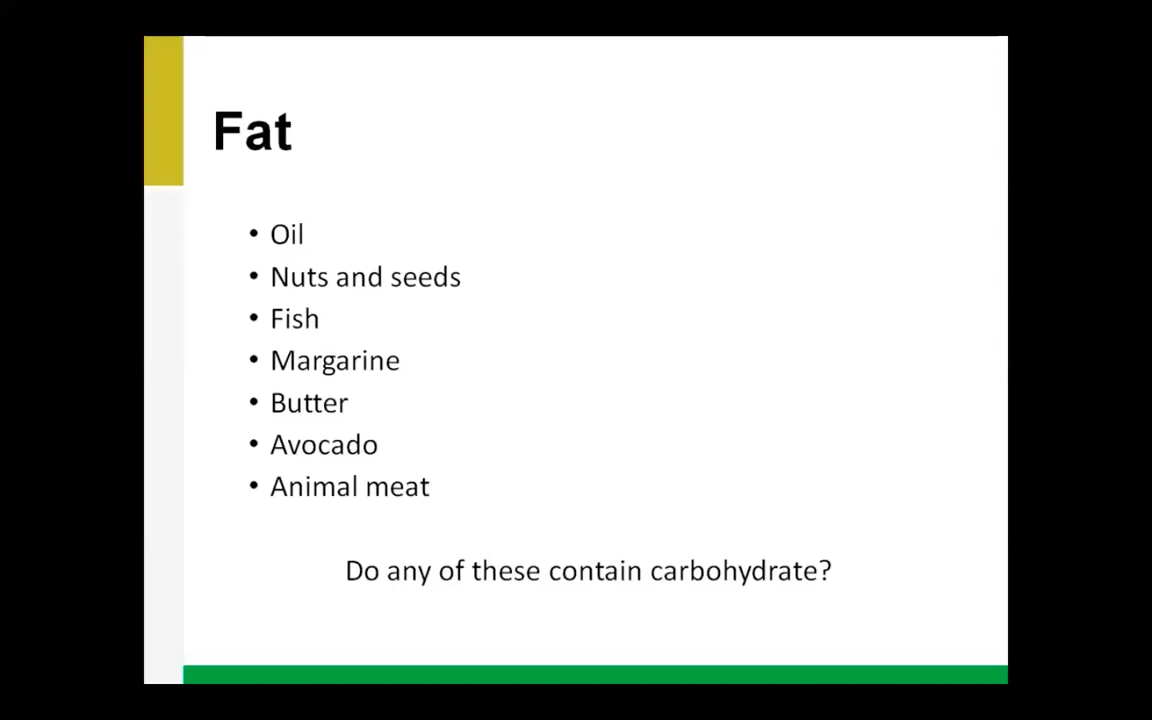 Fat
• Oil
• Nuts and seeds
• Fish
• Margarine
• Butter
• Avocado
• Animal meat
Do any of these contain carbohydrate?